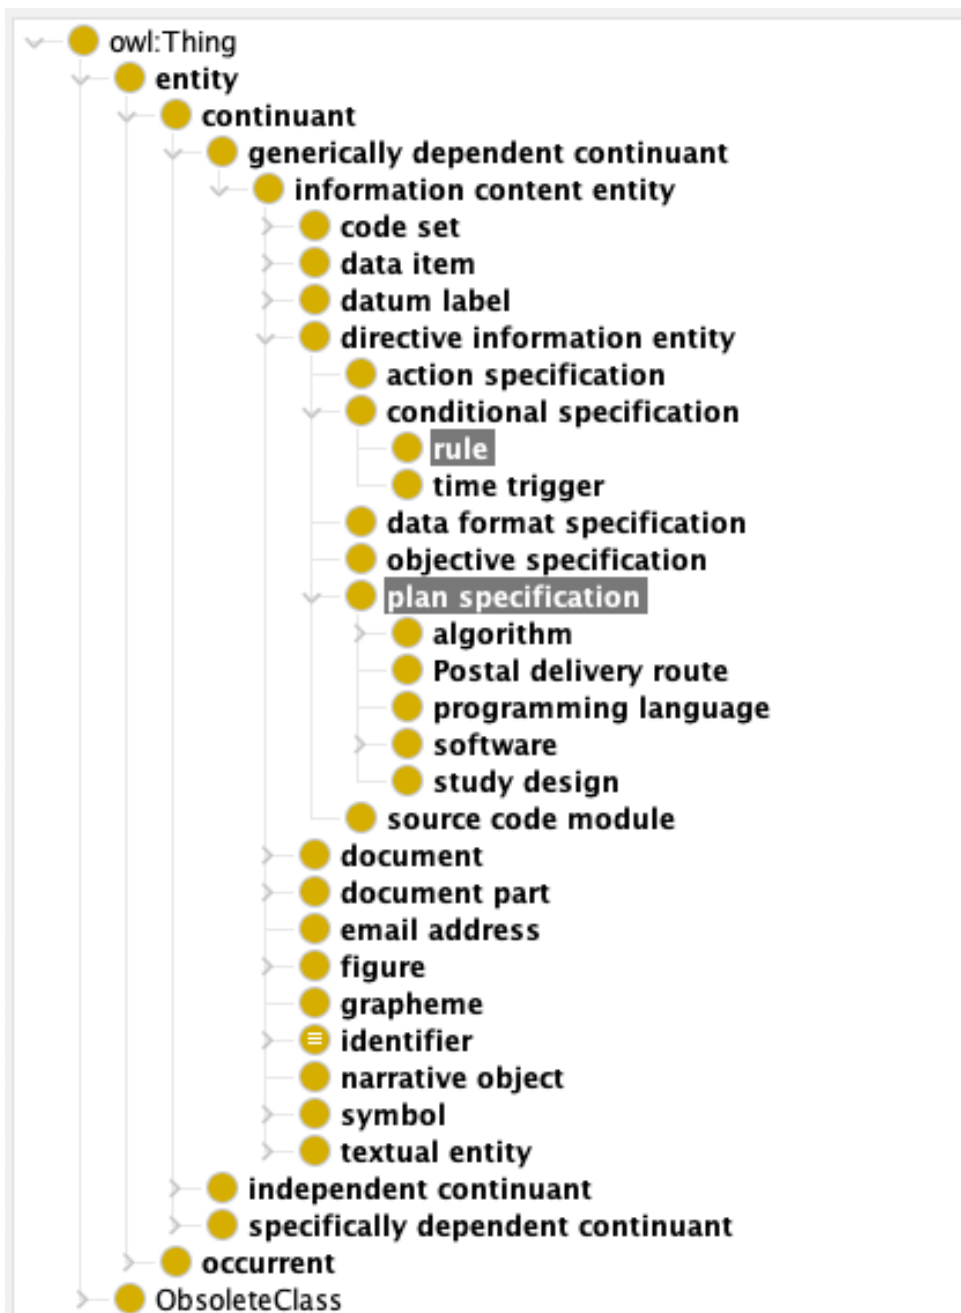 owl:Thing
entity
continuant
generically dependent continuant
information content entity
code set
data item
datum label
directive information entity
action specification
conditional specification
rule
time trigger
data format specification
objective specification
plan specification
algorithm
Postal delivery route
programming language
software
study design
source code module
document
document part
email address
figure
grapheme
identifier
narrative object
symbol
textual entity
independent continuant
specifically dependent continuant
occurrent
ObsoleteClass